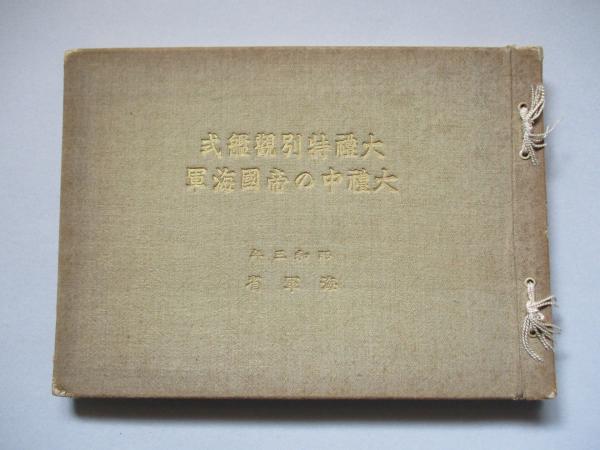 大禮特別觀艦式
大禮中の帝國海軍
昭和三年
海軍省